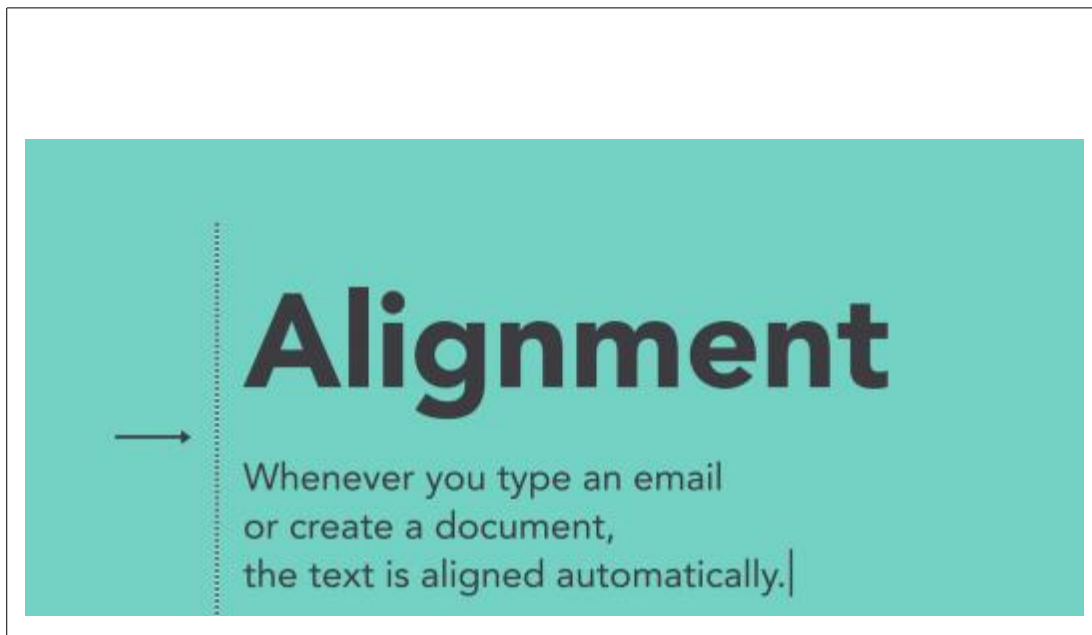 Alignment
Whenever you type an email
or create a document,
the text is aligned automatically.